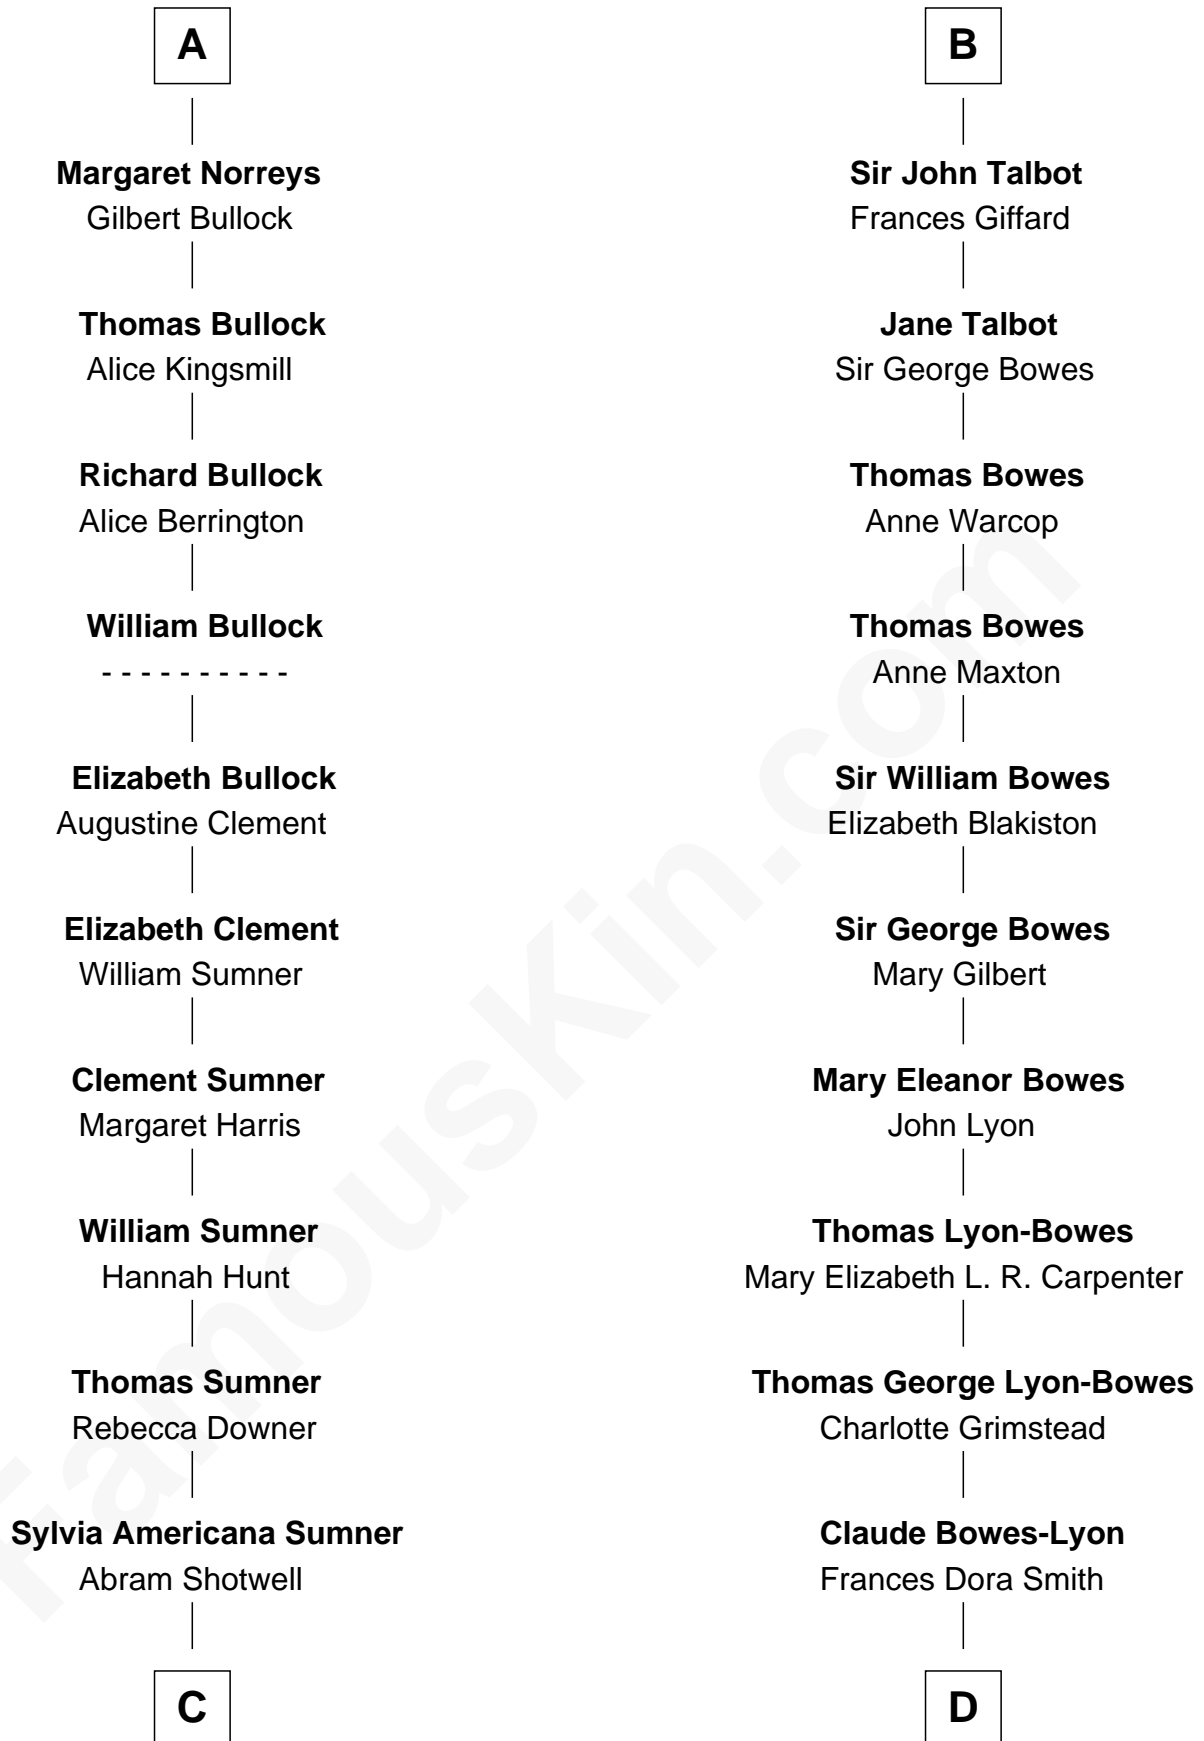 A
Margaret Norreys
Gilbert Bullock
Thomas Bullock
Alice Kingsmill
Richard Bullock
Alice Berrington
William Bullock
- - - - - - - - - -
Elizabeth Bullock
Augustine Clement
Elizabeth Clement
William Sumner
Clement Sumner
Margaret Harris
William Sumner
Hannah Hunt
Thomas Sumner
Rebecca Downer
Sylvia Americana Sumner
Abram Shotwell
C
B
Sir John Talbot
Frances Giffard
Jane Talbot
Sir George Bowes
Thomas Bowes
Anne Warcop
Thomas Bowes
Anne Maxton
Sir William Bowes
Elizabeth Blakiston
Sir George Bowes
Mary Gilbert
Mary Eleanor Bowes
John Lyon
Thomas Lyon-Bowes
Mary Elizabeth L. R. Carpenter
Thomas George Lyon-Bowes
Charlotte Grimstead
Claude Bowes-Lyon
Frances Dora Smith
D
FamousKin.com